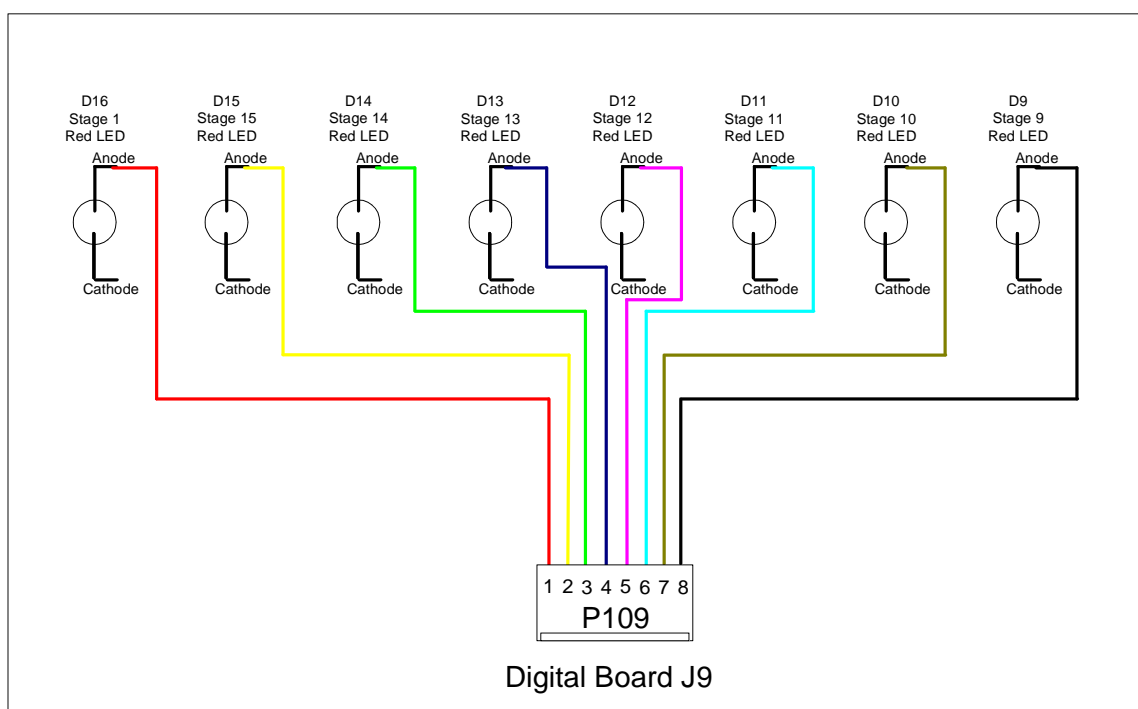 D16
Stage 1
Red LED
Anode
Cathode
D15
Stage 15
Red LED
Anode
Cathode
D14
Stage 14
Red LED
Anode
Cathode
D13
Stage 13
Red LED
Anode
Cathode
D12
Stage 12
Red LED
Anode
Cathode
D11
Stage 11
Red LED
Anode
Cathode
D10
Stage 10
Red LED
Anode
Cathode
D9
Stage 9
Red LED
Anode
Cathode
1 2 3 4 5 6 7 8
P109
Digital Board J9